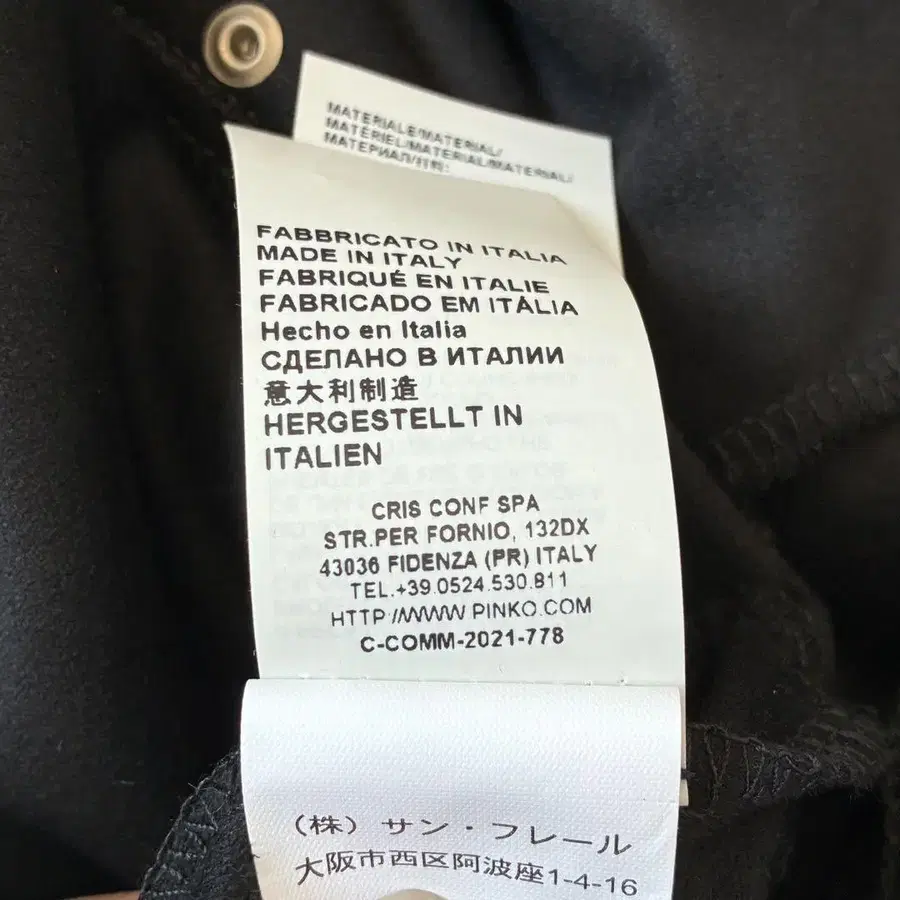 MATERIALE/MATERIAL/
MATÉRIEL/MATERIAL/MATERIAL/
МАТЕРИАЛ/材料:
FABBRICATO IN ITALIA
MADE IN ITALY
FABRIQUÉ EN ITALIE
FABRICADO EM ITÁLIA
Hecho en Italia
СДЕЛАНО В ИТАЛИИ
意大利制造
HERGESTELLT IN
ITALIEN
CRIS CONF SPA
STR.PER FORNIO, 132DX
43036 FIDENZA (PR) ITALY
TEL.+39.0524.530.811
HTTP://WWW.PINKO.COM
C-COMM-2021-778
(株) サン・フレール
大阪市西区阿波座1-4-16